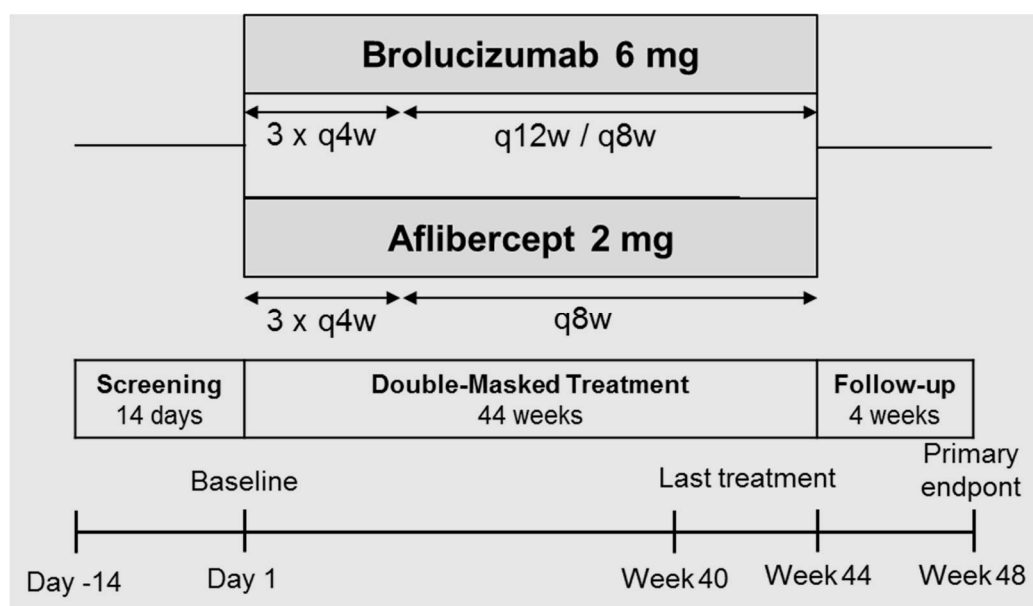 Brolucizumab 6 mg
3 x q4w
q12w / q8w
Aflibercept 2 mg
3 x q4w
q8w
Screening
14 days
Double-Masked Treatment
44 weeks
Follow-up
4 weeks
Baseline
Last treatment
Primary
endpont
Day -14
Day 1
Week 40
Week 44
Week 48